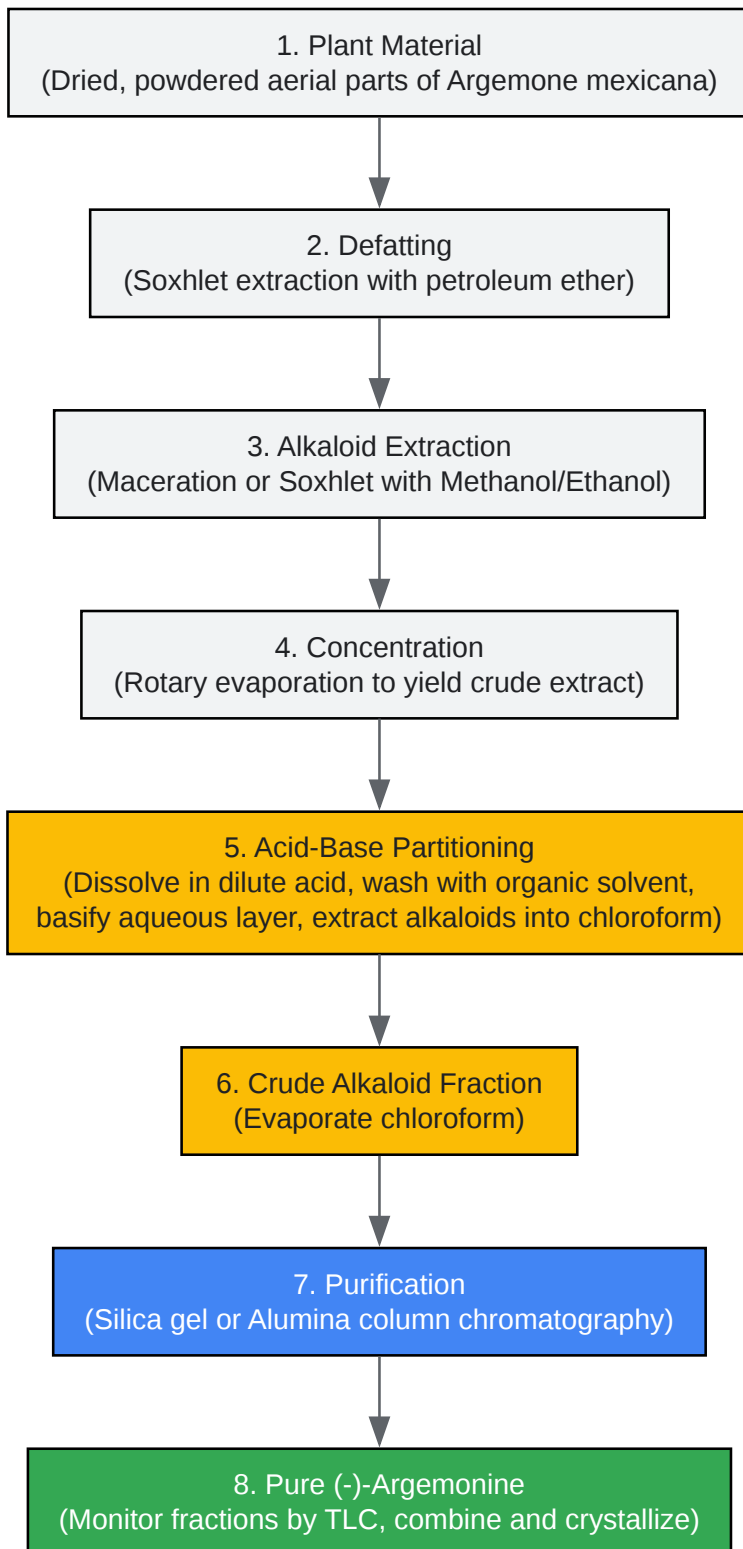 1. Plant Material
(Dried, powdered aerial parts of Argemone mexicana)
2. Defatting
(Soxhlet extraction with petroleum ether)
3. Alkaloid Extraction
(Maceration or Soxhlet with Methanol/Ethanol)
4. Concentration
(Rotary evaporation to yield crude extract)
5. Acid-Base Partitioning
(Dissolve in dilute acid, wash with organic solvent,
basify aqueous layer, extract alkaloids into chloroform)
6. Crude Alkaloid Fraction
(Evaporate chloroform)
7. Purification
(Silica gel or Alumina column chromatography)
8. Pure (-)-Argemonine
(Monitor fractions by TLC, combine and crystallize)